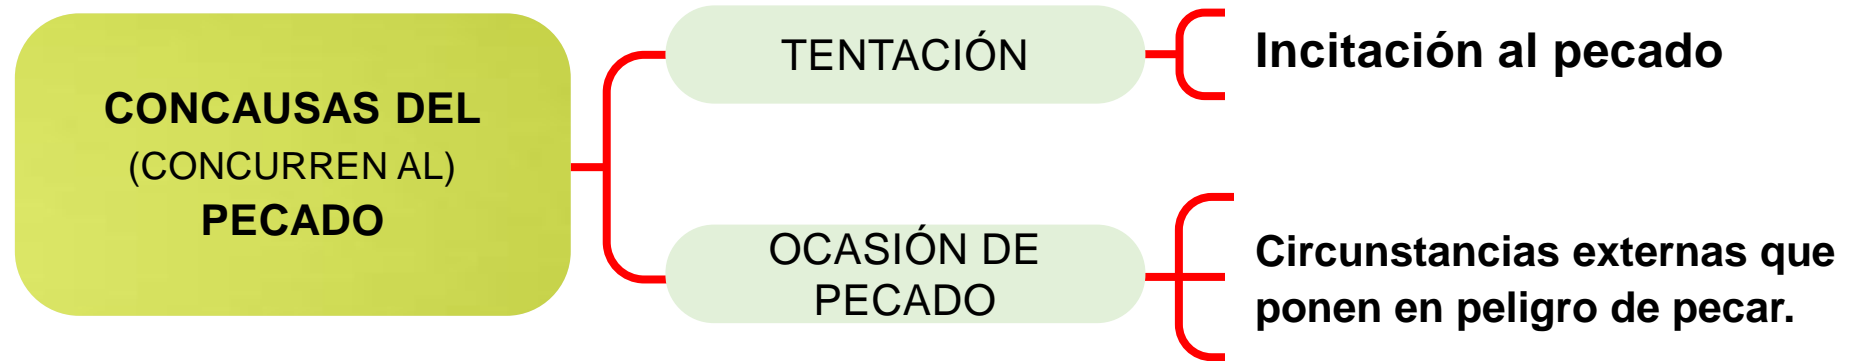 CONCAUSAS DEL
(CONCURREN AL)
PECADO
TENTACIÓN
Incitación al pecado
OCASIÓN DE
PECADO
Circunstancias externas que
ponen en peligro de pecar.